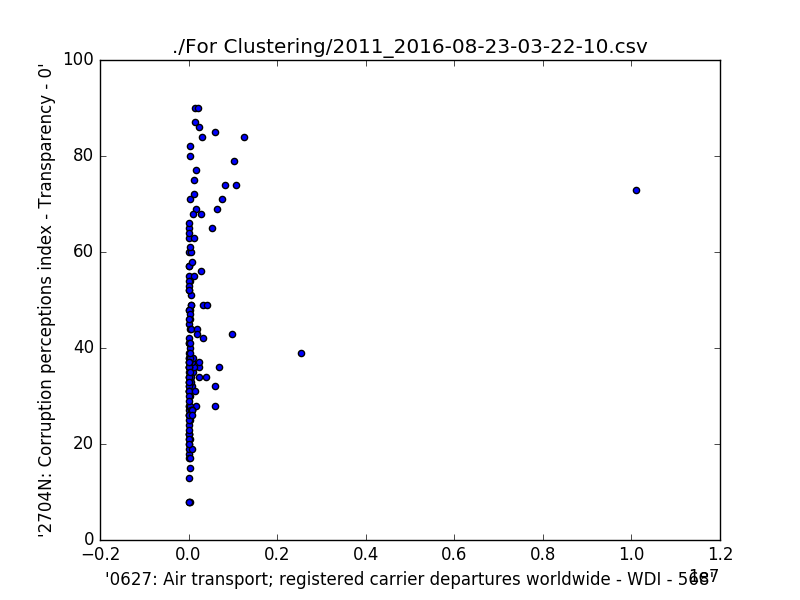 ./For Clustering/2011_2016-08-23-03-22-10.csv
100
80
60
40
20
0
'2704N: Corruption perceptions index - Transparency - 0'
−0.2 0.0 0.2 0.4 0.6 0.8 1.0 1.2
1e7
'0627: Air transport; registered carrier departures worldwide - WDI - 568'